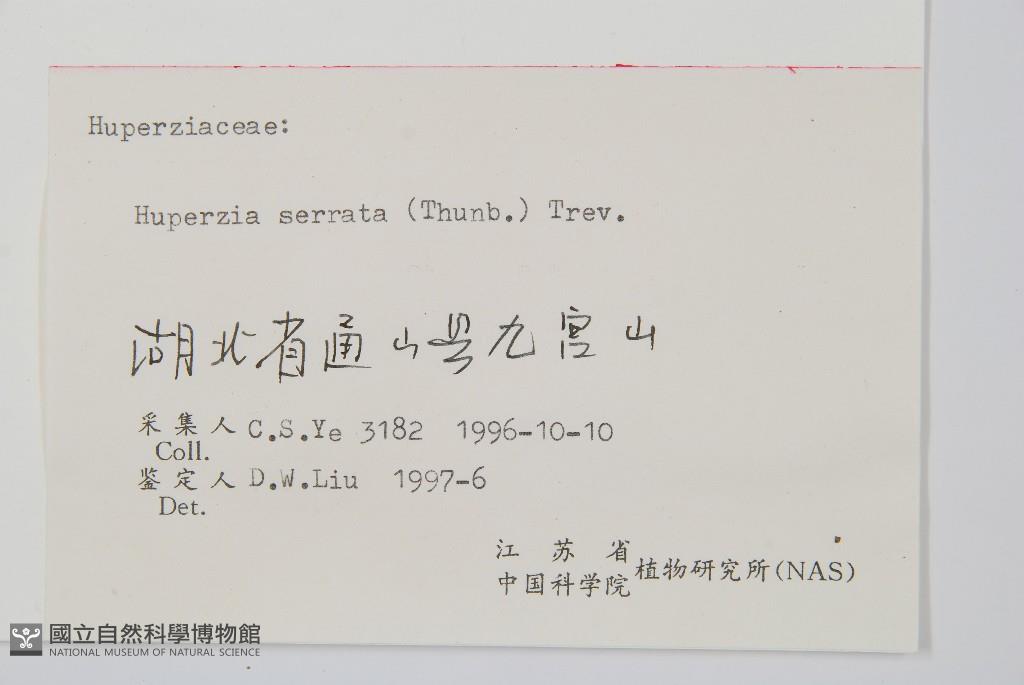 Huperziaceae:
Huperzia serrata (Thunb.) Trev.
湖北省通山县九宫山
采集人 C.S.Ye 3182 1996-10-10
Coll.
鉴定人 D.W.Liu 1997-6
Det.
江苏省
中国科学院 植物研究所(NAS)
國立自然科學博物館
NATIONAL MUSEUM OF NATURAL SCIENCE